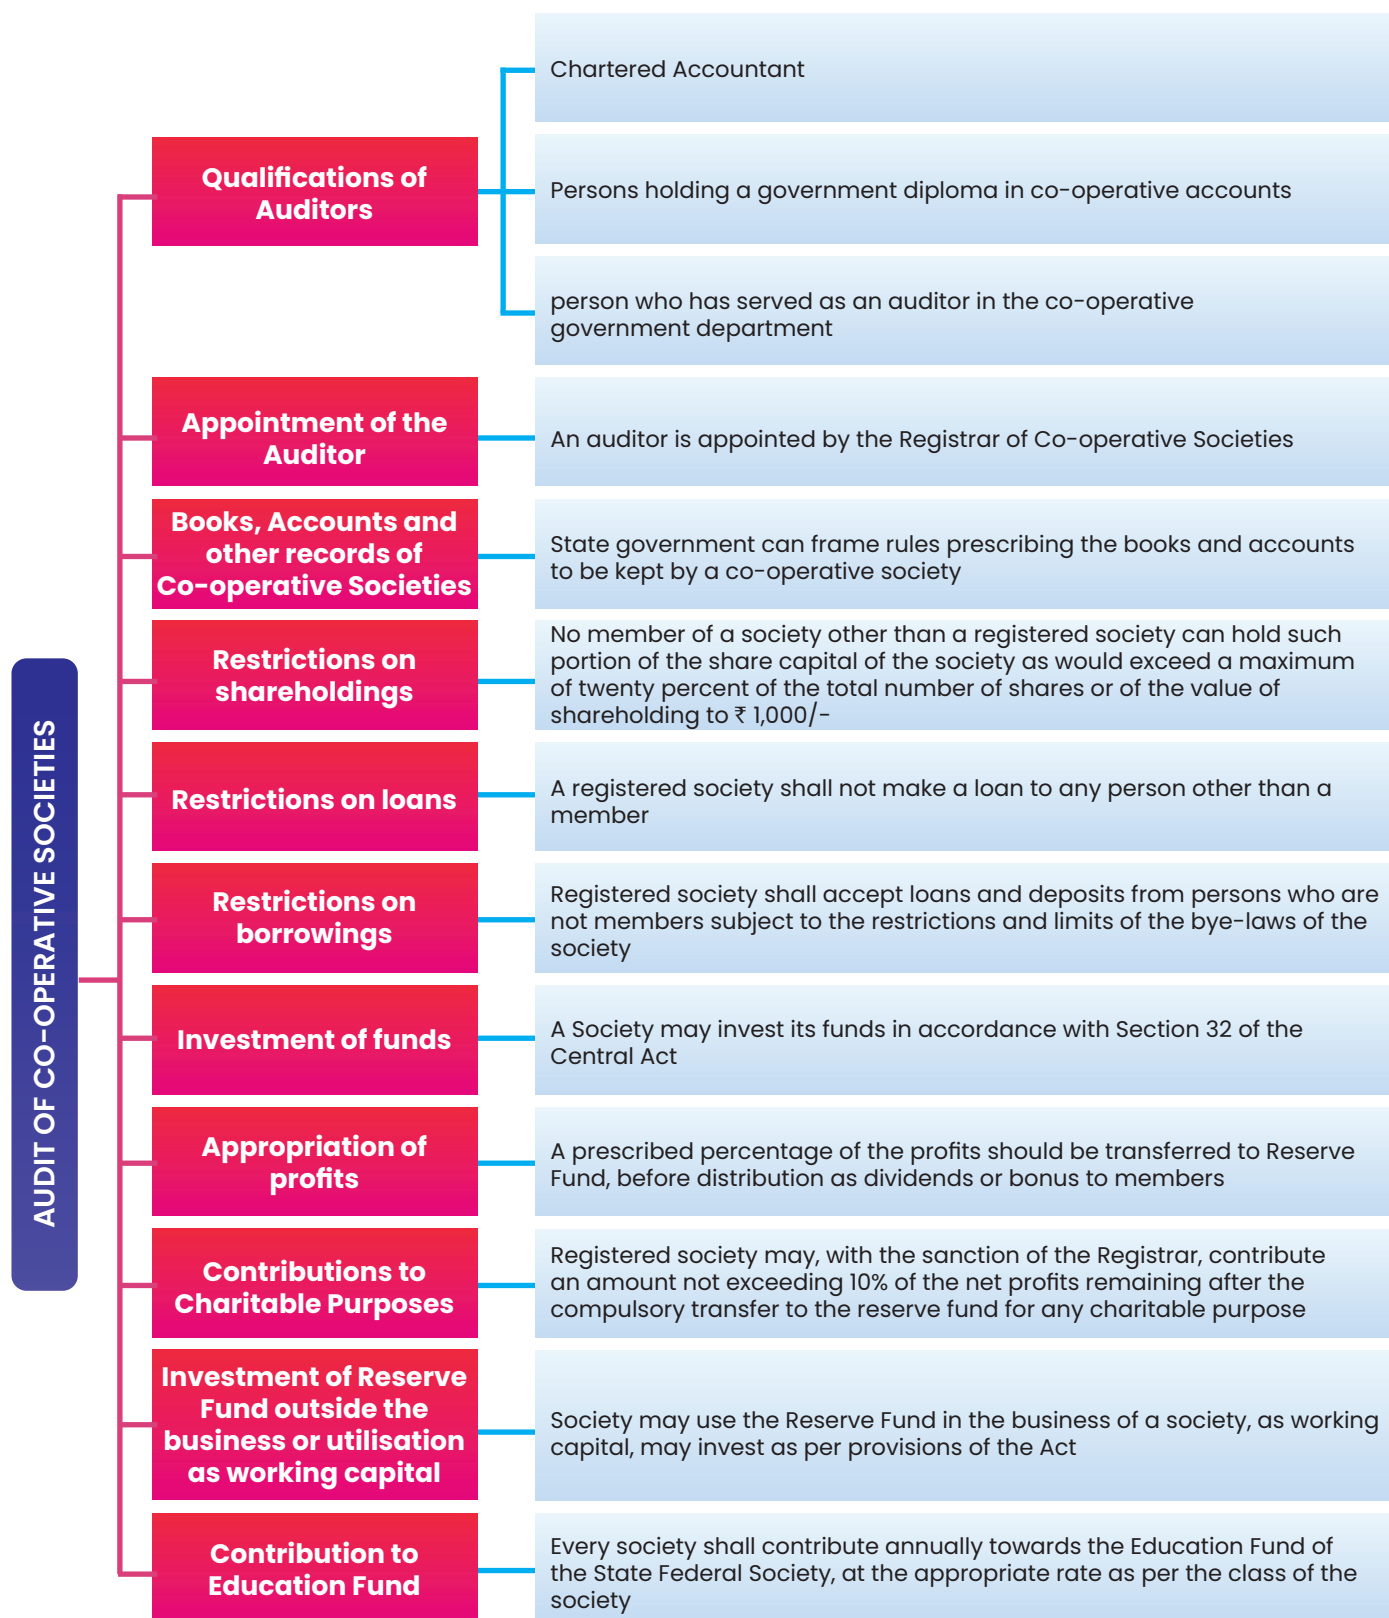 AUDIT OF CO-OPERATIVE SOCIETIES
Qualifications of
Auditors
Chartered Accountant
Persons holding a government diploma in co-operative accounts
person who has served as an auditor in the co-operative
government department
Appointment of the
Auditor
An auditor is appointed by the Registrar of Co-operative Societies
Books, Accounts and
other records of
Co-operative Societies
State government can frame rules prescribing the books and accounts
to be kept by a co-operative society
Restrictions on
shareholdings
No member of a society other than a registered society can hold such
portion of the share capital of the society as would exceed a maximum
of twenty percent of the total number of shares or of the value of
shareholding to ₹ 1,000/-
Restrictions on loans
A registered society shall not make a loan to any person other than a
member
Restrictions on
borrowings
Registered society shall accept loans and deposits from persons who are
not members subject to the restrictions and limits of the bye-laws of the
society
Investment of funds
A Society may invest its funds in accordance with Section 32 of the
Central Act
Appropriation of
profits
A prescribed percentage of the profits should be transferred to Reserve
Fund, before distribution as dividends or bonus to members
Contributions to
Charitable Purposes
Registered society may, with the sanction of the Registrar, contribute
an amount not exceeding 10% of the net profits remaining after the
compulsory transfer to the reserve fund for any charitable purpose
Investment of Reserve
Fund outside the
business or utilisation
as working capital
Society may use the Reserve Fund in the business of a society, as working
capital, may invest as per provisions of the Act
Contribution to
Education Fund
Every society shall contribute annually towards the Education Fund of
the State Federal Society, at the appropriate rate as per the class of the
society